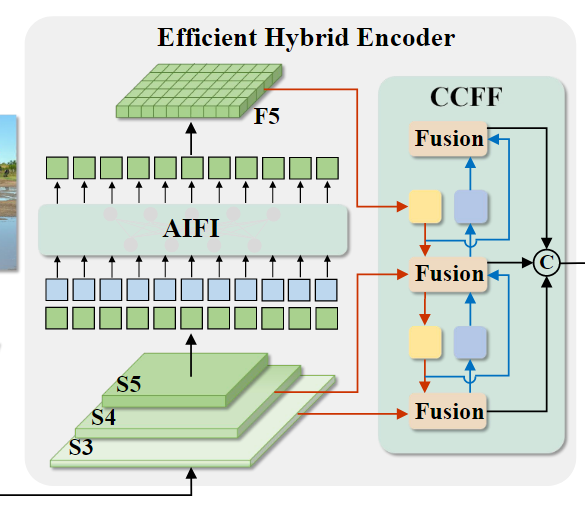 Efficient Hybrid Encoder
F5
CCFF
Fusion
AIFI
Fusion
C
S5
S4
S3
Fusion